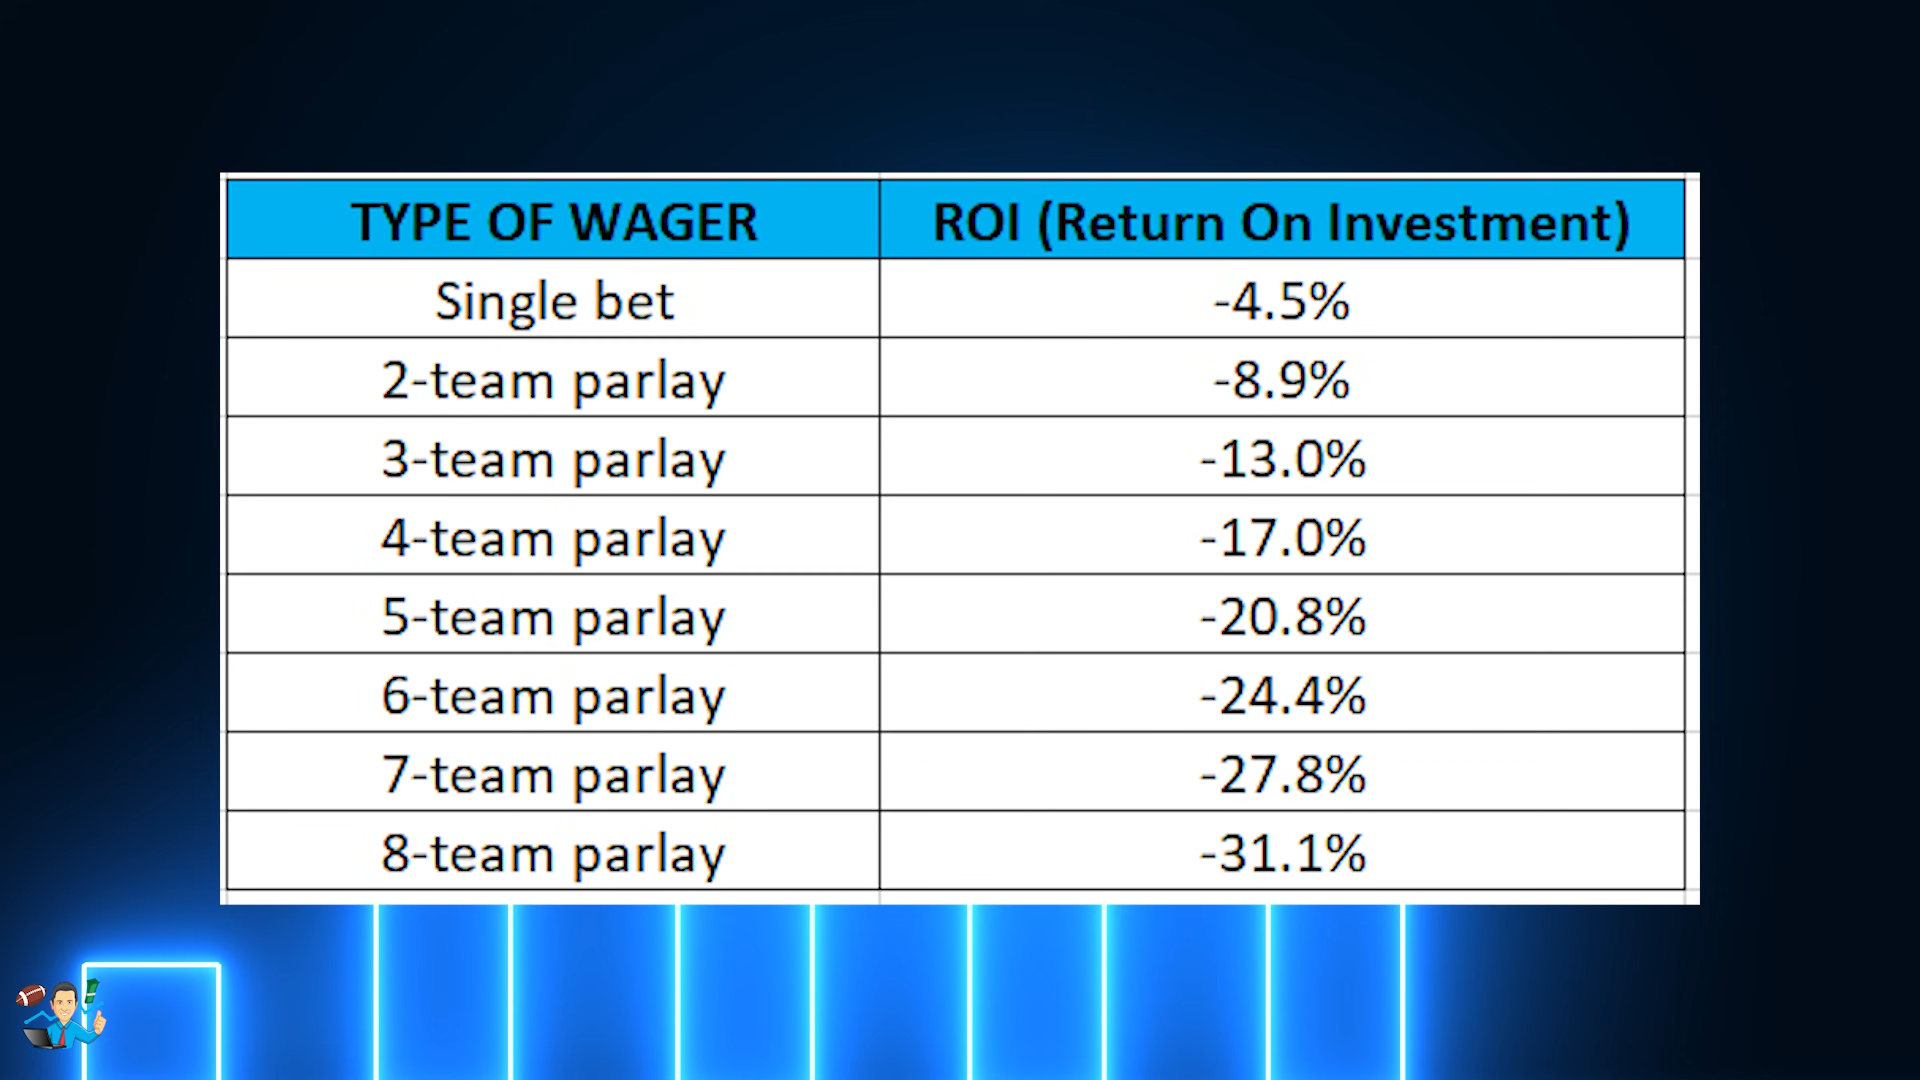 TYPE OF WAGER ROI (Return On Investment)
Single bet -4.5%
2-team parlay -8.9%
3-team parlay -13.0%
4-team parlay -17.0%
5-team parlay -20.8%
6-team parlay -24.4%
7-team parlay -27.8%
8-team parlay -31.1%